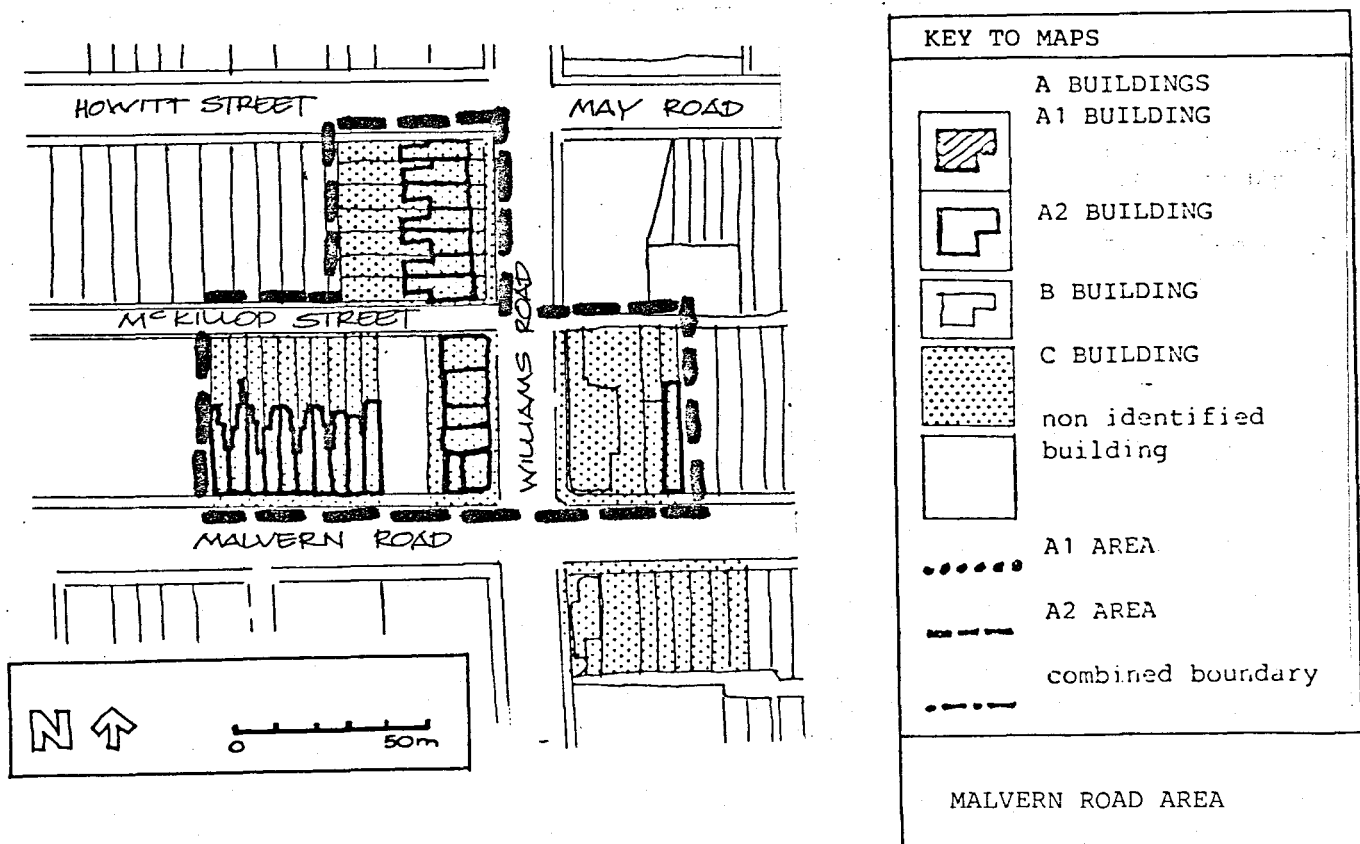 HOWITT STREET
MAY ROAD
McKILLOD STREET
WILLIAMS ROAD
MALVERN ROAD
N
0 50m
KEY TO MAPS
A BUILDINGS
A1 BUILDING
A2 BUILDING
B BUILDING
C BUILDING
non identified
building
A1 AREA
A2 AREA
combined boundary
MALVERN ROAD AREA